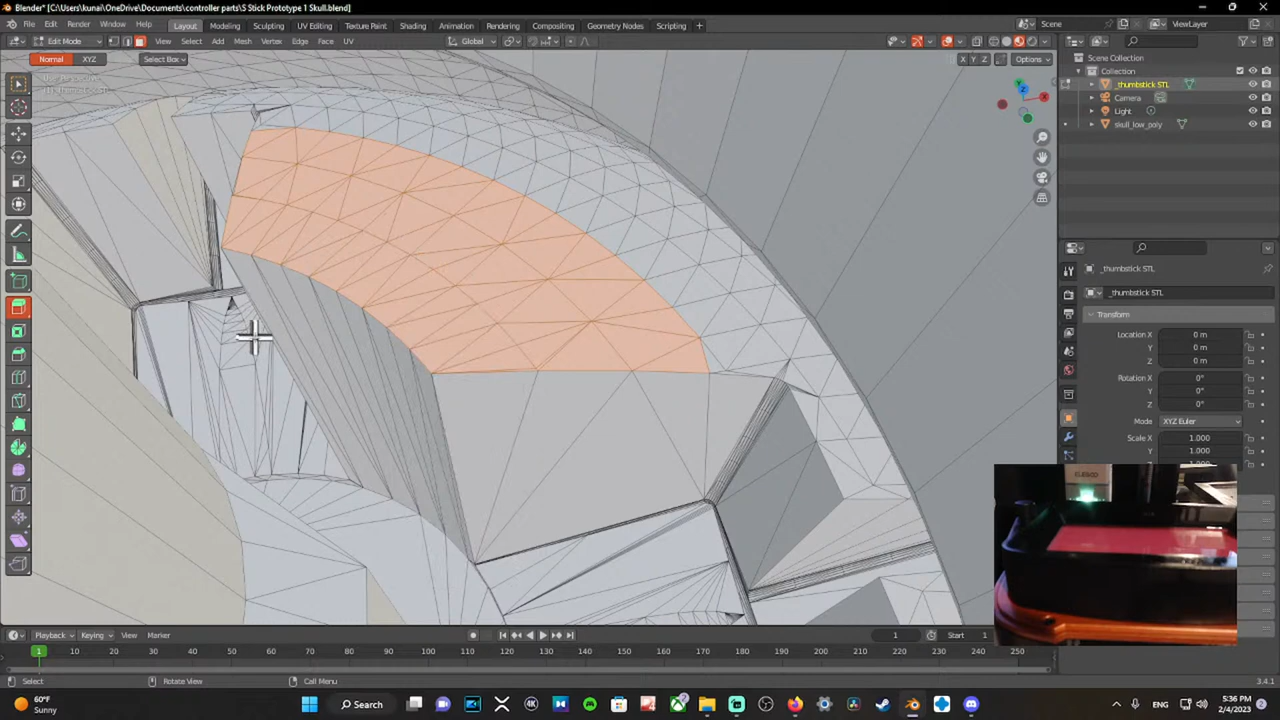 Blender* [C:\Users\kunai\OneDrive\Documents\controller parts\S Stick Prototype 1 Skull.blend]
File Edit Render Window Help Layout Modeling Sculpting UV Editing Texture Paint Shading Animation Rendering Compositing Geometry Nodes Scripting + Scene ViewLayer
Edit Mode View Select Add Mesh Vertex Edge Face UV Global
Normal XYZ Select Box X Y Z Options
Scene Collection
Collection
_thumbstick STL
Camera
Light
skull_low_poly
_thumbstick STL
_thumbstick STL
Transform
Location X 0 m
Y 0 m
Z 0 m
Rotation X 0°
Y 0°
Z 0°
Mode XYZ Euler
Scale X 1.000
Y 1.000
Playback Keying View Marker 1 Start 1
1 10 20 30 40 50 60 70 80 90 100 110 120 130 140 150 160 170 180 190 200 210 220 230 240 250
Select Rotate View Call Menu 3.4.1
60°F
Sunny
Search
ENG
5:36 PM
2/4/2023